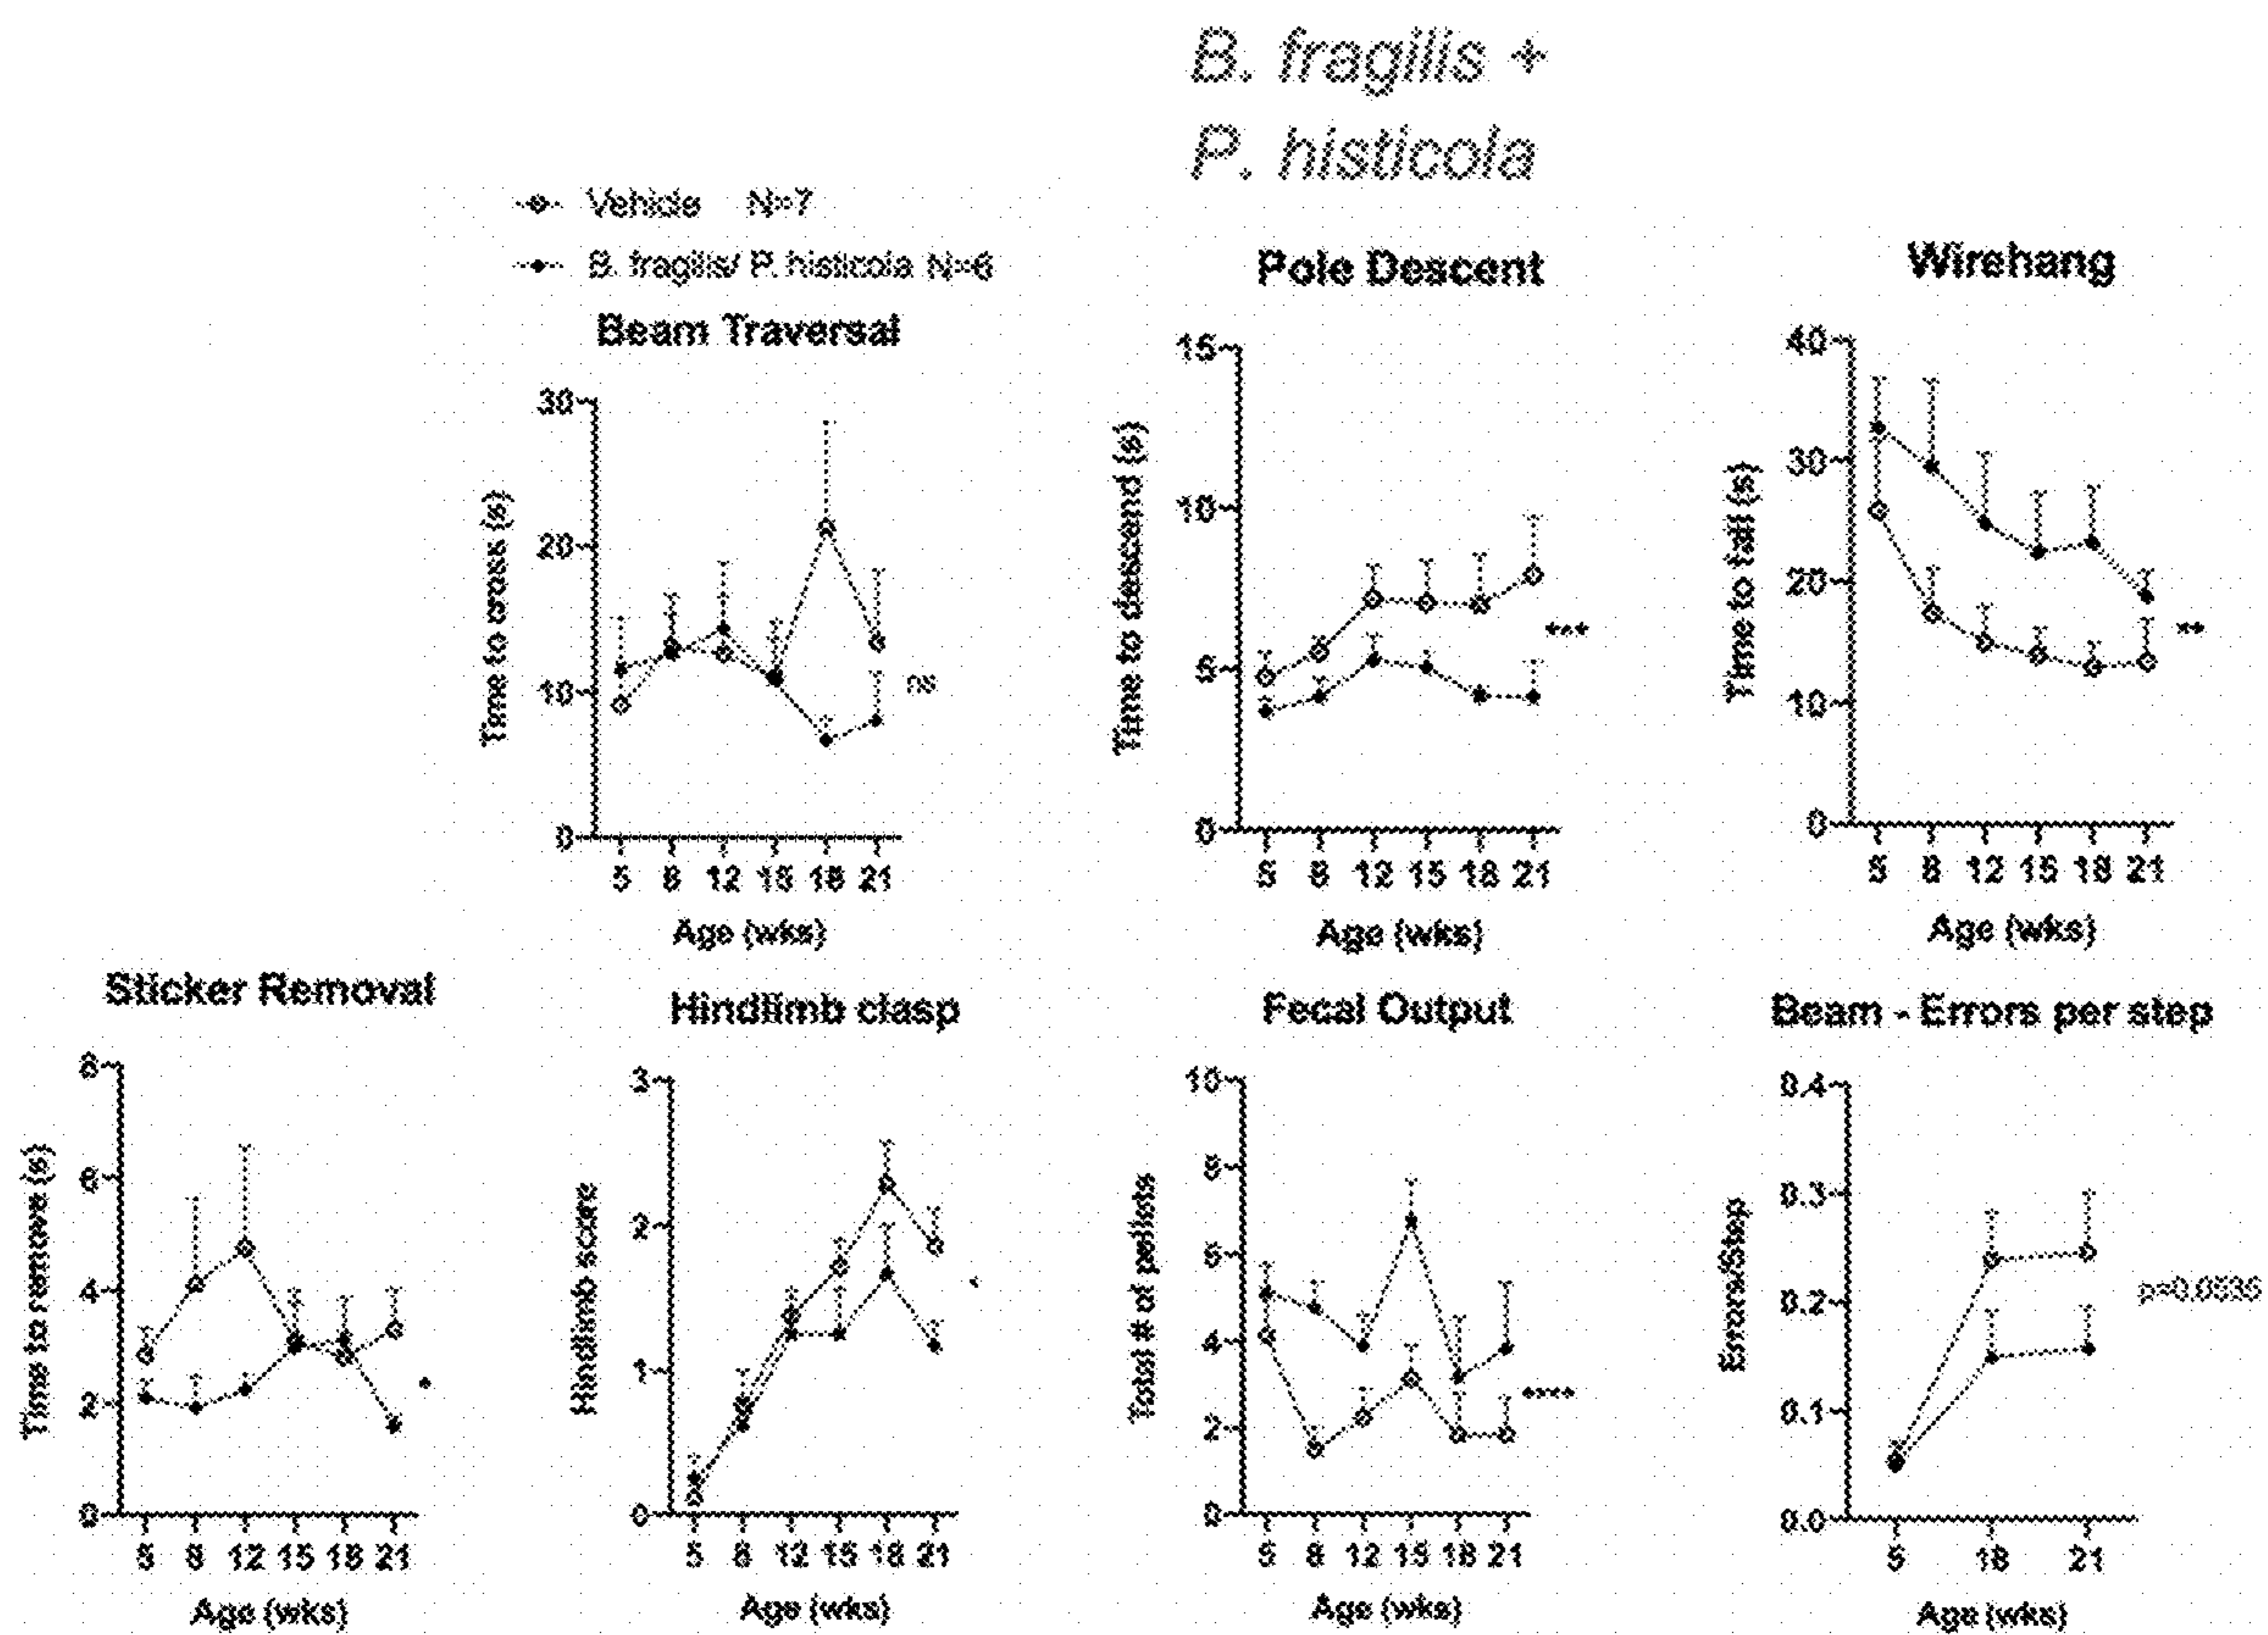 B. fragilis +
P. histicola
Vehicle N=7
B. fragilis/ P. histicola N=6
Beam Traversal
Time to cross (s)
30
20
10
0
5 8 12 15 18 21
Age (wks)
ns
Pole Descent
Time to descend (s)
15
10
5
0
5 8 12 15 18 21
Age (wks)
***
Wirehang
Time to fall (s)
40
30
20
10
0
5 8 12 15 18 21
Age (wks)
**
Sticker Removal
Time to remove (s)
8
6
4
2
0
5 8 12 15 18 21
Age (wks)
*
Hindlimb clasp
Hindlimb score
3
2
1
0
5 8 12 15 18 21
Age (wks)
*
Fecal Output
Total # of pellets
10
8
6
4
2
0
5 8 12 15 18 21
Age (wks)
****
Beam - Errors per step
Errors/Step
0.4
0.3
0.2
0.1
0.0
5 18 21
Age (wks)